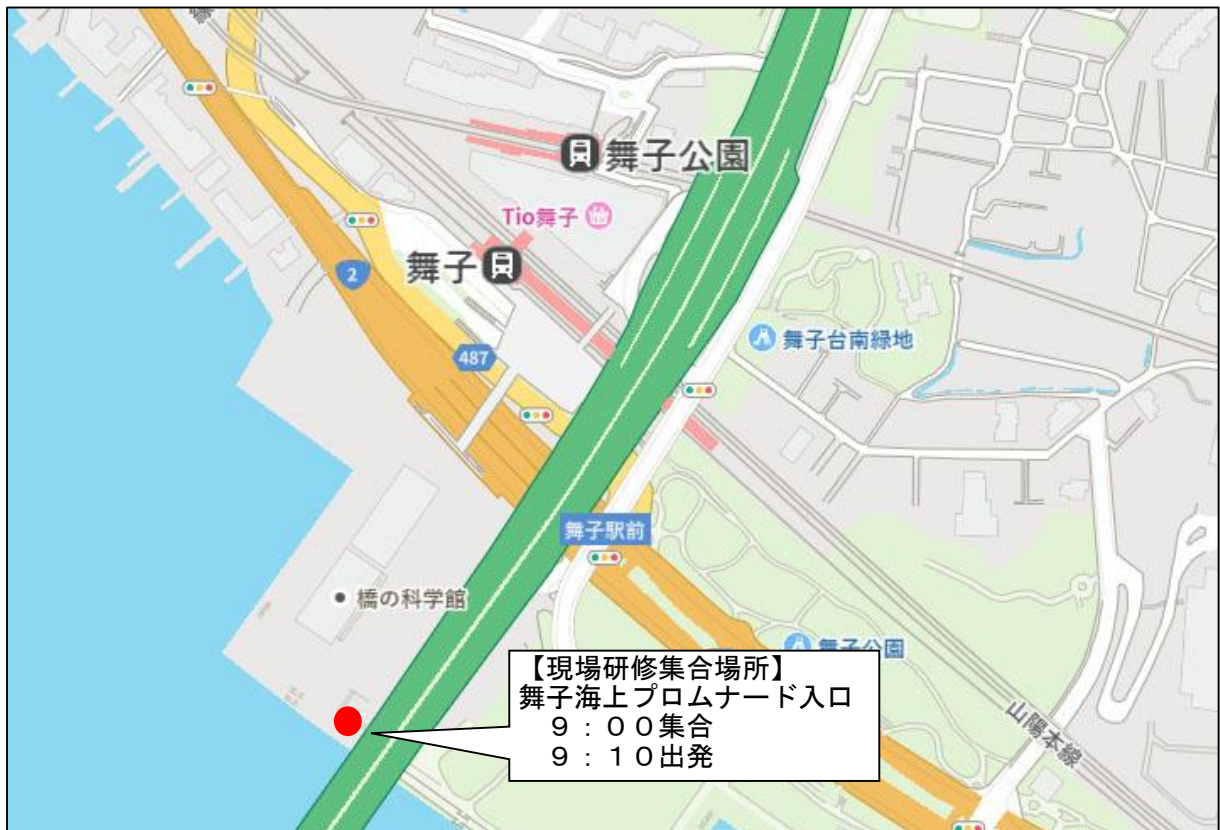 舞子公園
Tio舞子
舞子
2
舞子台南緑地
487
舞子駅前
橋の科学館
舞子公園
【現場研修集合場所】
舞子海上プロムナード入口
９：００集合
９：１０出発
山陽本線